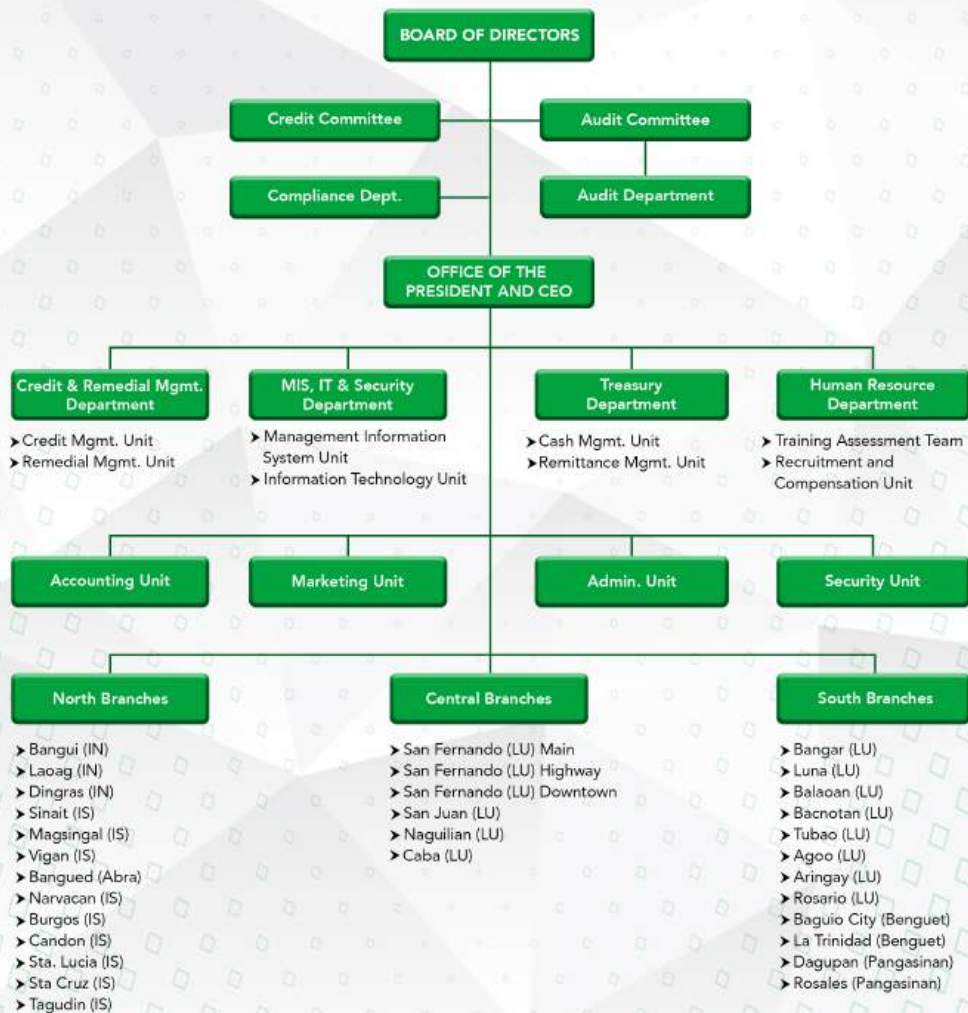 BOARD OF DIRECTORS
Credit Committee
Audit Committee
Compliance Dept.
Audit Department
OFFICE OF THE
PRESIDENT AND CEO
Credit & Remedial Mgmt.
Department
➤ Credit Mgmt. Unit
➤ Remedial Mgmt. Unit
MIS, IT & Security
Department
➤ Management Information
System Unit
➤ Information Technology Unit
Treasury
Department
➤ Cash Mgmt. Unit
➤ Remittance Mgmt. Unit
Human Resource
Department
➤ Training Assessment Team
➤ Recruitment and
Compensation Unit
Accounting Unit
Marketing Unit
Admin. Unit
Security Unit
North Branches
➤ Bangui (IN)
➤ Laoag (IN)
➤ Dingras (IN)
➤ Sinait (IS)
➤ Magsingal (IS)
➤ Vigan (IS)
➤ Bangued (Abra)
➤ Narvacan (IS)
➤ Burgos (IS)
➤ Candon (IS)
➤ Sta. Lucia (IS)
➤ Sta Cruz (IS)
➤ Tagudin (IS)
Central Branches
➤ San Fernando (LU) Main
➤ San Fernando (LU) Highway
➤ San Fernando (LU) Downtown
➤ San Juan (LU)
➤ Naguilian (LU)
➤ Caba (LU)
South Branches
➤ Bangar (LU)
➤ Luna (LU)
➤ Balaoan (LU)
➤ Bacnotan (LU)
➤ Tubao (LU)
➤ Agoo (LU)
➤ Aringay (LU)
➤ Rosario (LU)
➤ Baguio City (Benguet)
➤ La Trinidad (Benguet)
➤ Dagupan (Pangasinan)
➤ Rosales (Pangasinan)